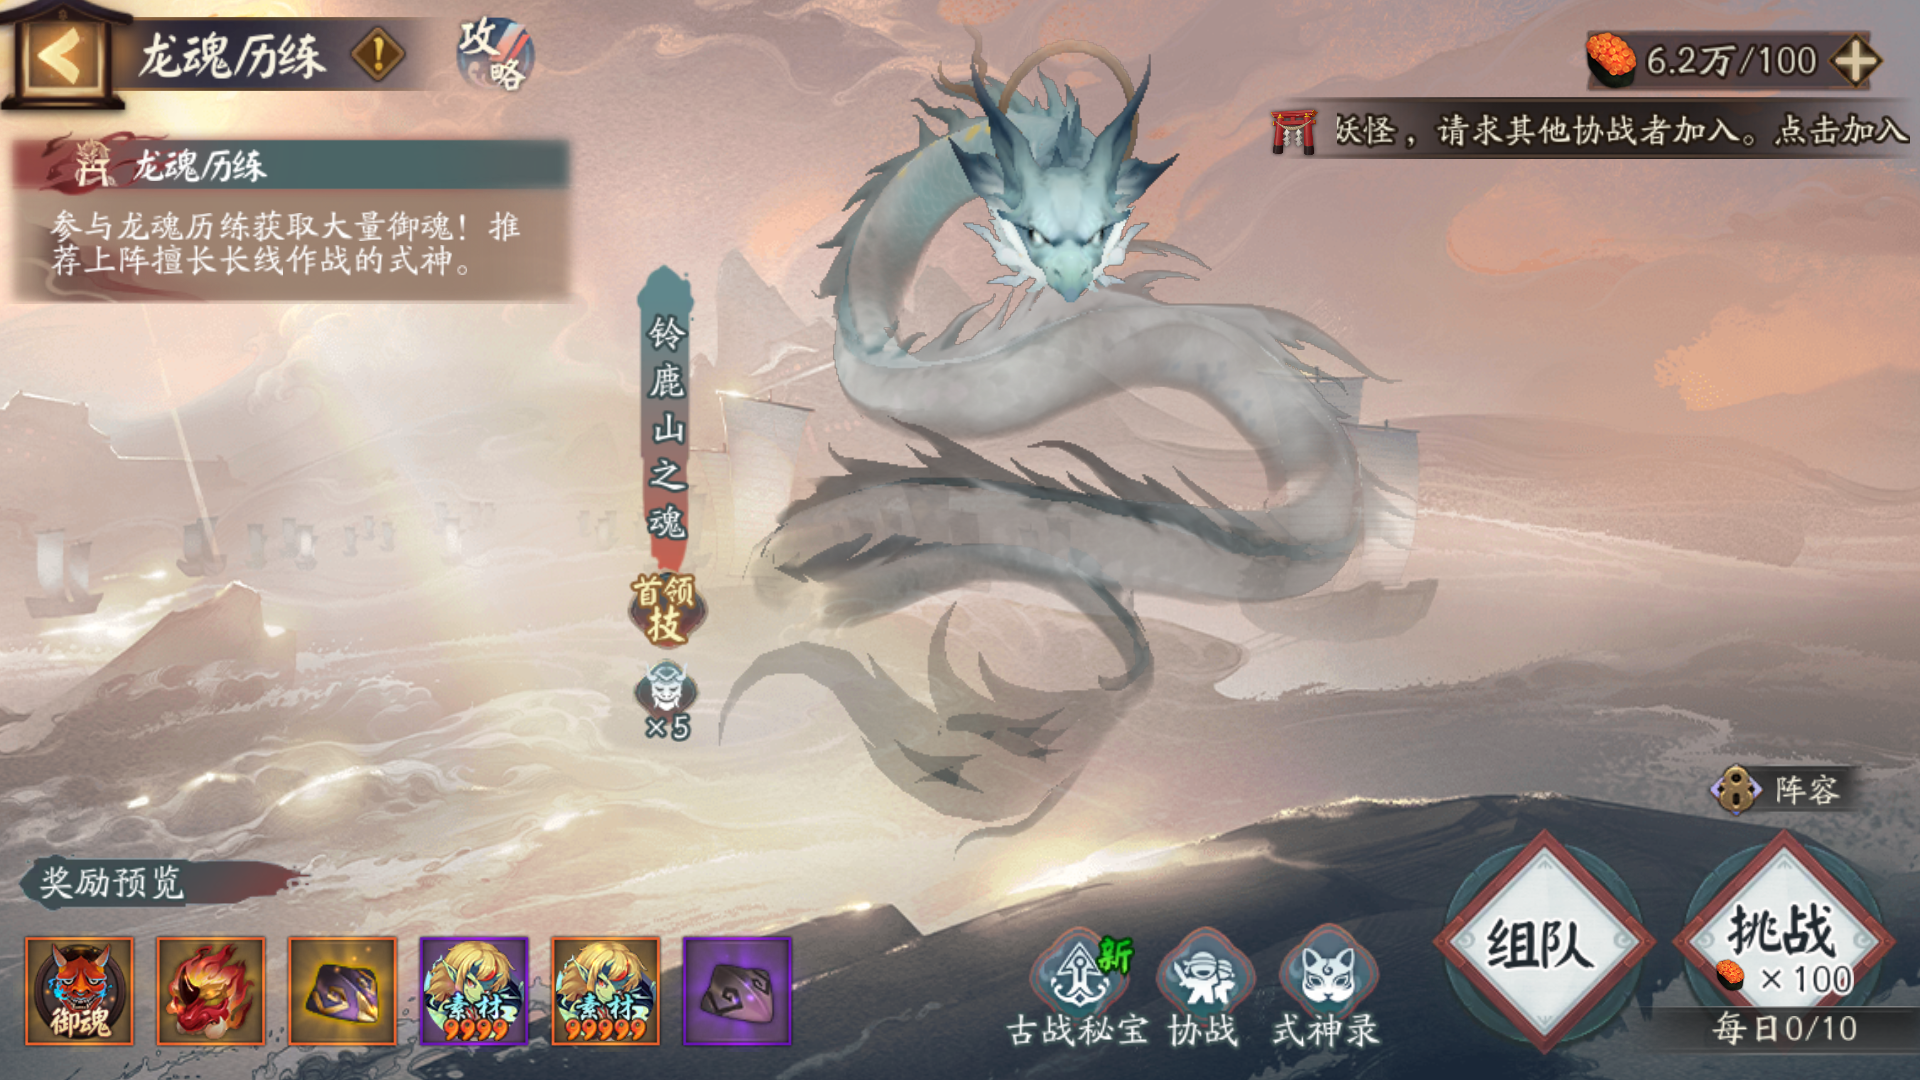 龙魂历练
攻略
6.2万/100
妖怪，请求其他协战者加入。点击加入
龙魂历练
参与龙魂历练获取大量御魂！推
荐上阵擅长长线作战的式神。
铃鹿山之魂
首领
技
×5
阵容
奖励预览
御魂
素材
9999
素材
99999
新
古战秘宝
协战
式神录
组队
挑战
×100
每日0/10